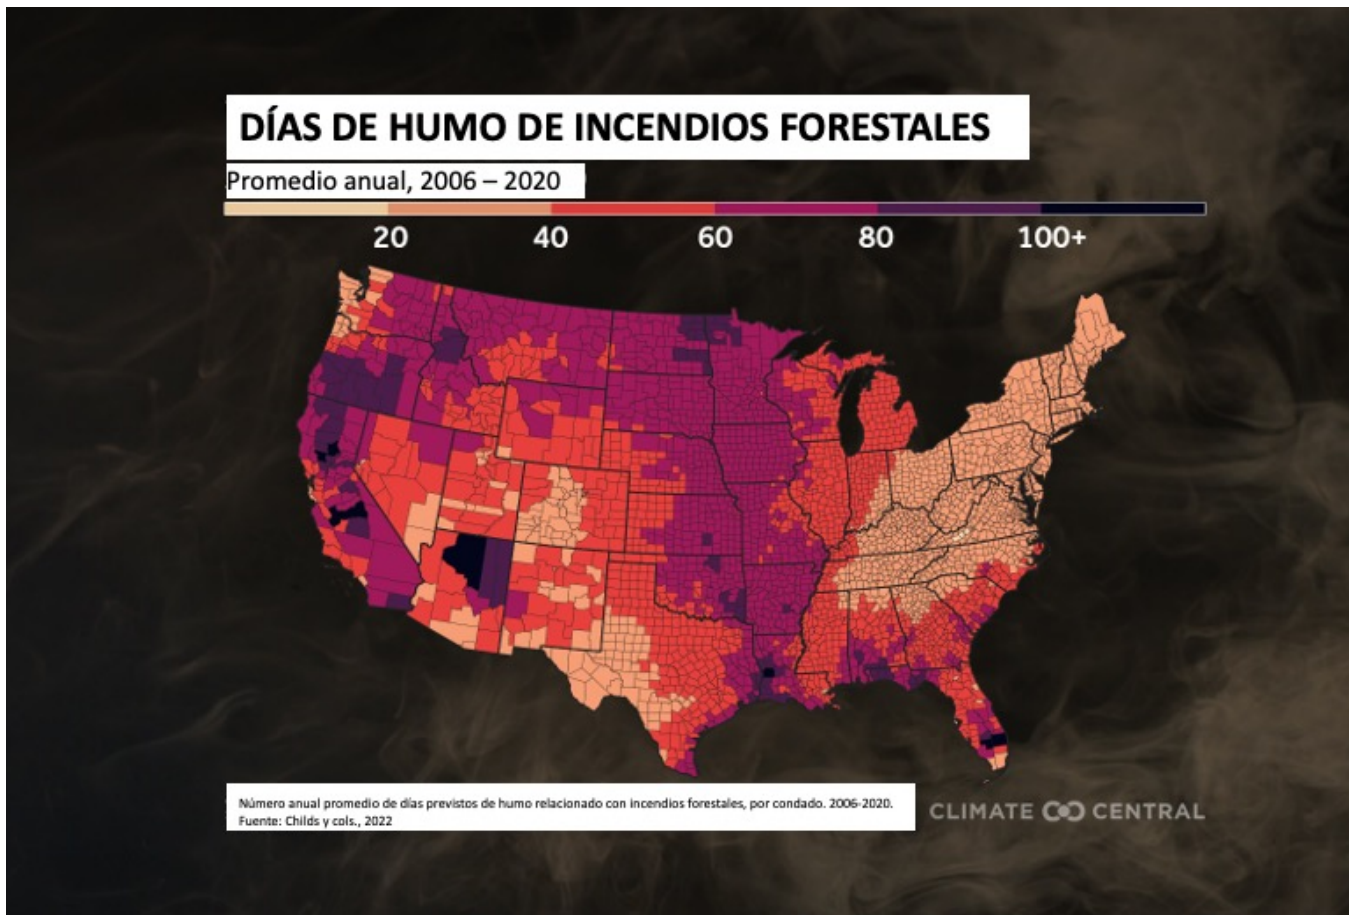 DÍAS DE HUMO DE INCENDIOS FORESTALES
Promedio anual, 2006 – 2020
20 40 60 80 100+
Número anual promedio de días previstos de humo relacionado con incendios forestales, por condado. 2006-2020.
Fuente: Childs y cols., 2022
CLIMATE CENTRAL